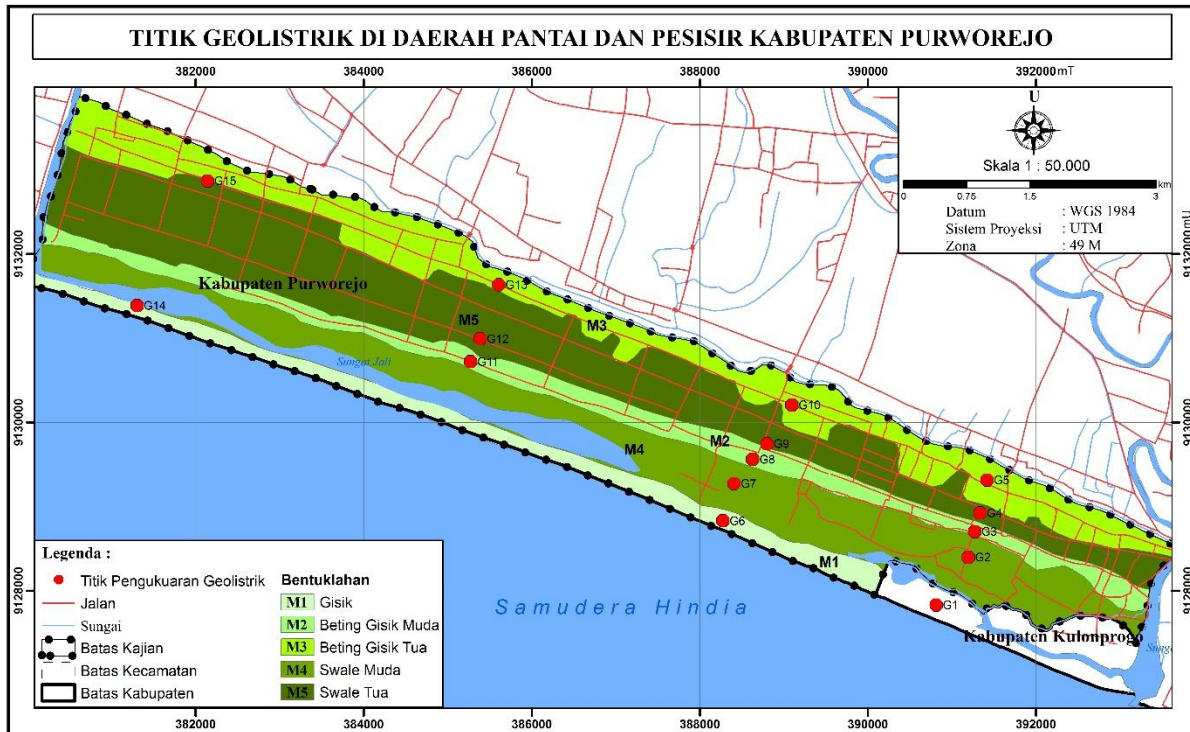 TITIK GEOLISTRIK DI DAERAH PANTAI DAN PESISIR KABUPATEN PURWOREJO
382000
384000
386000
388000
390000
392000mT
U
Skala 1 : 50.000
0
0.75
1.5
3
km
Datum : WGS 1984
Sistem Proyeksi : UTM
Zona : 49 M
9132000
9132000mU
9130000
9130000
9128000
9128000
G15
Kabupaten Purworejo
G13
G14
M5
M3
G12
G11
Sungai Jali
G10
M2
G9
M4
G8
G7
G5
G6
G4
G3
G2
M1
G1
Samudera Hindia
Kabupaten Kulonprogo
Sunga
Legenda :
Titik Pengukuaran Geolistrik
Jalan
Sungai
Batas Kajian
Batas Kecamatan
Batas Kabupaten
Bentuklahan
M1 Gisik
M2 Beting Gisik Muda
M3 Beting Gisik Tua
M4 Swale Muda
M5 Swale Tua
382000
384000
386000
388000
390000
392000